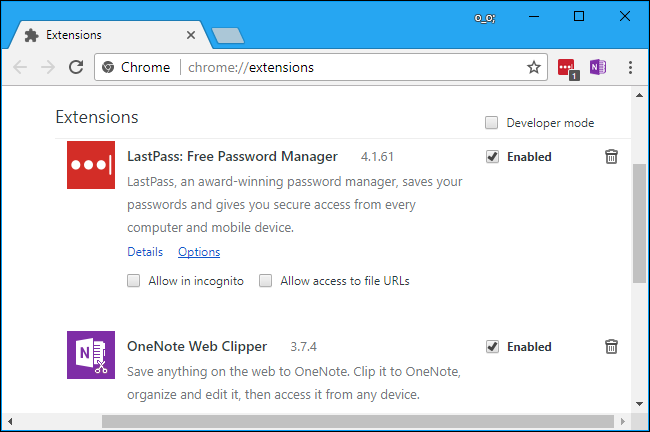 o_o;
Extensions
Chrome chrome://extensions
1
N
Extensions
Developer mode
LastPass: Free Password Manager 4.1.61 Enabled
LastPass, an award-winning password manager, saves your
passwords and gives you secure access from every
computer and mobile device.
Details Options
Allow in incognito Allow access to file URLs
N
OneNote Web Clipper 3.7.4 Enabled
Save anything on the web to OneNote. Clip it to OneNote,
organize and edit it, then access it from any device.